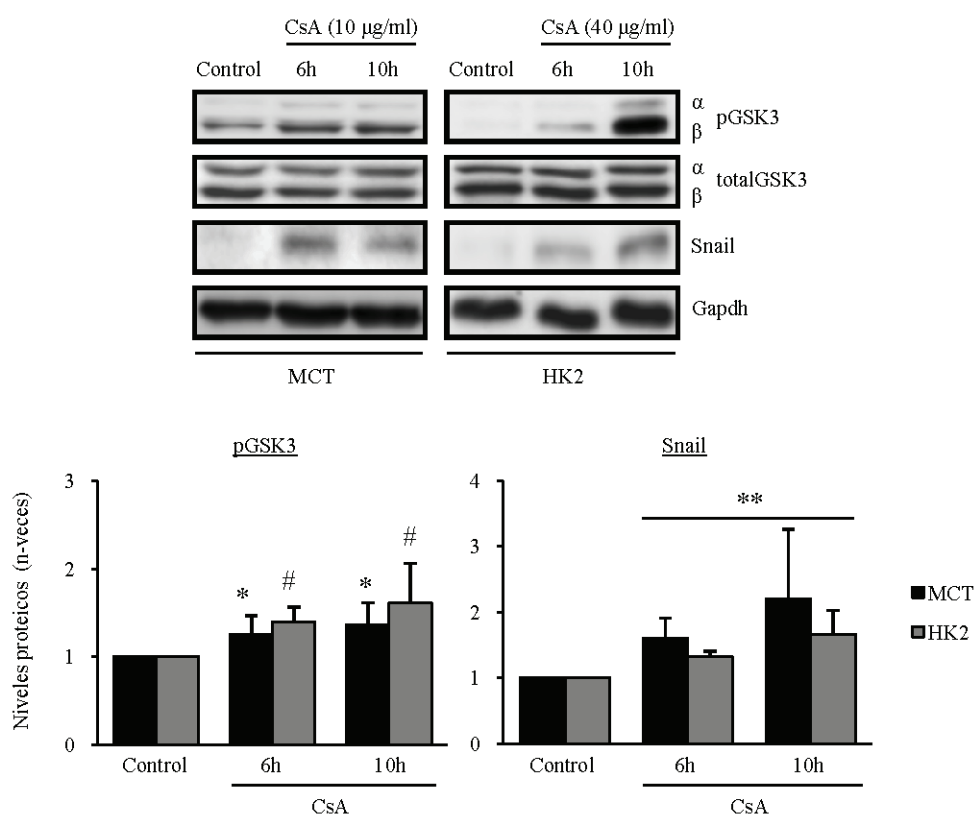 CsA (10 µg/ml) CsA (40 µg/ml)
Control 6h 10h Control 6h 10h
α
pGSK3
β
α
totalGSK3
β
Snail
Gapdh
MCT HK2
pGSK3
Niveles proteicos (n-veces)
3
2
1
0
* # * #
Control 6h 10h
CsA
Snail
4
3
2
1
0
**
Control 6h 10h
CsA
MCT
HK2